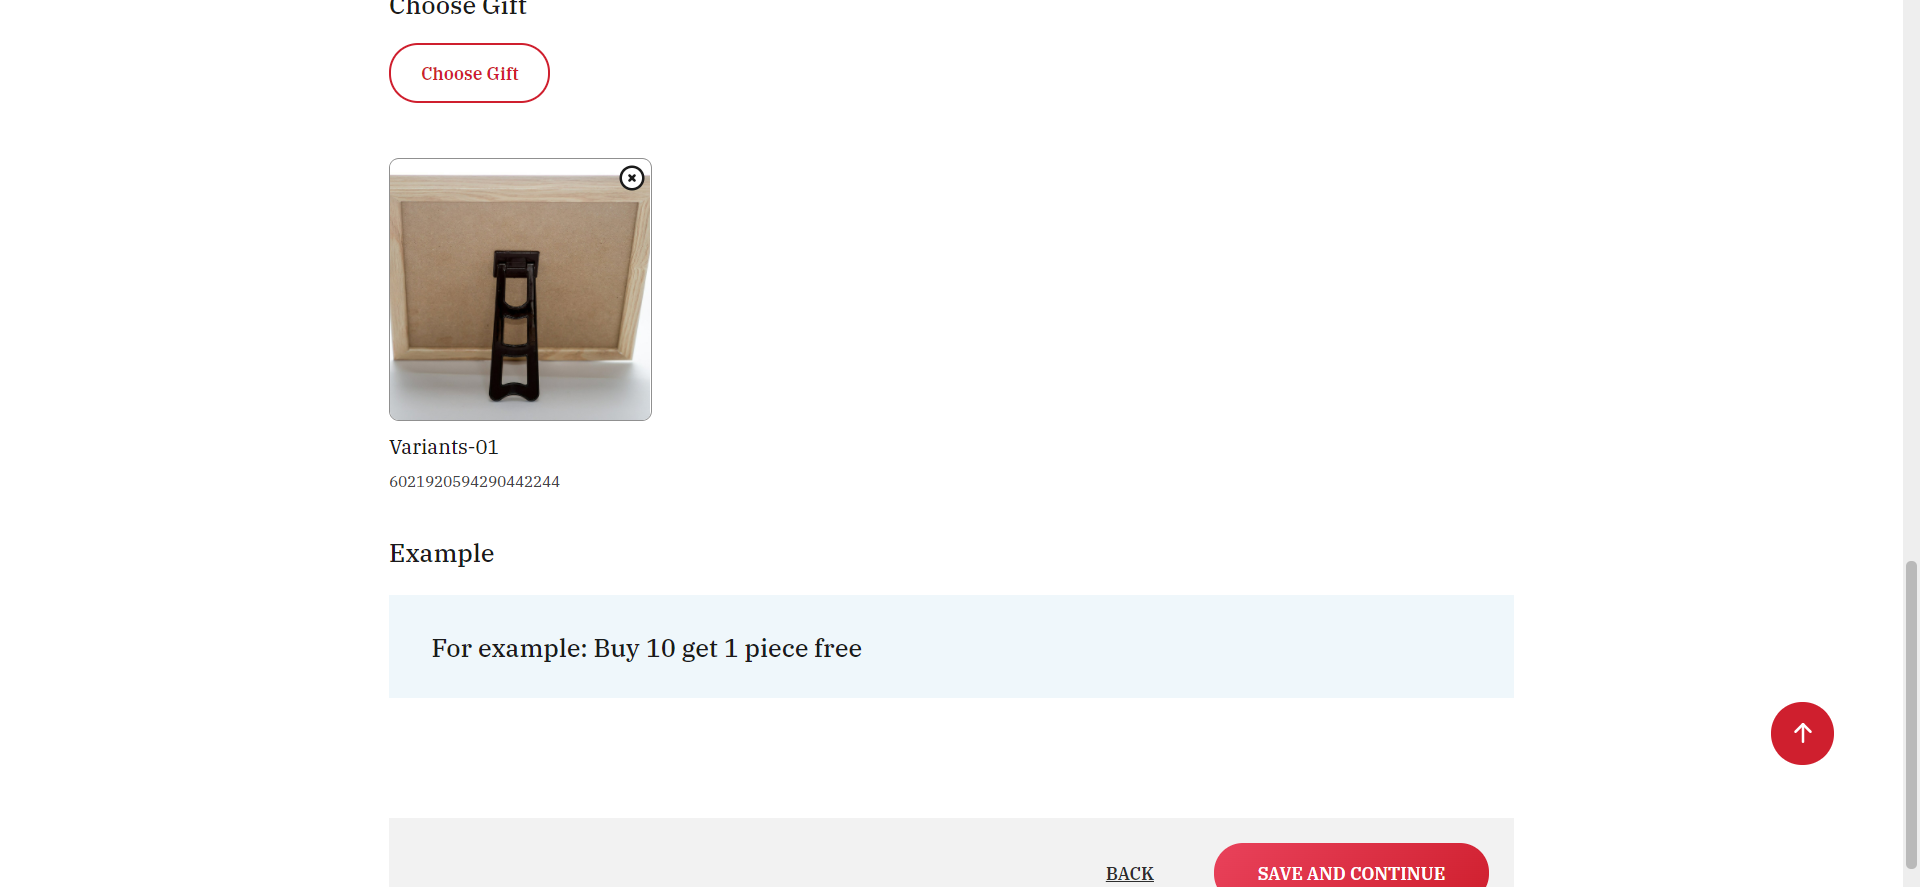 Choose Gift
Choose Gift
Variants-01
6021920594290442244
Example
For example: Buy 10 get 1 piece free
BACK
SAVE AND CONTINUE